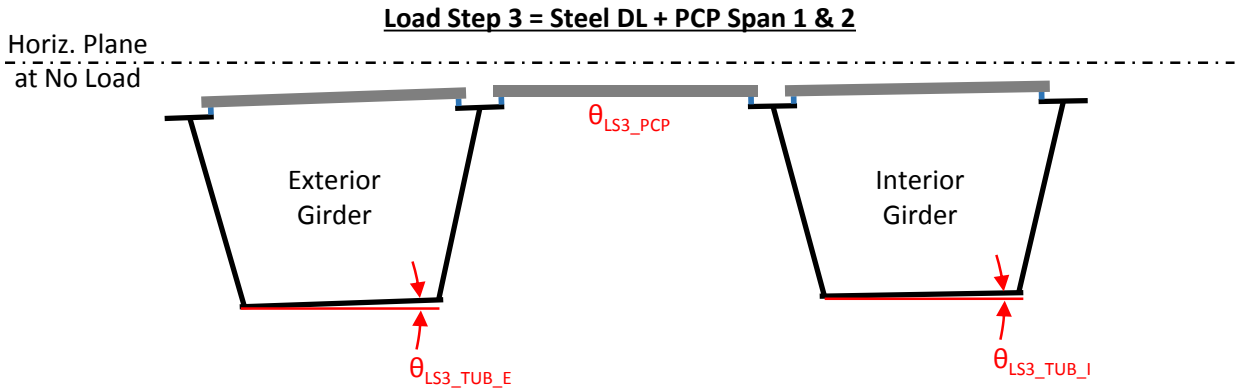 Load Step 3 = Steel DL + PCP Span 1 & 2
Horiz. Plane
at No Load
θLS3_PCP
Exterior
Girder
Interior
Girder
θLS3_TUB_E
θLS3_TUB_I